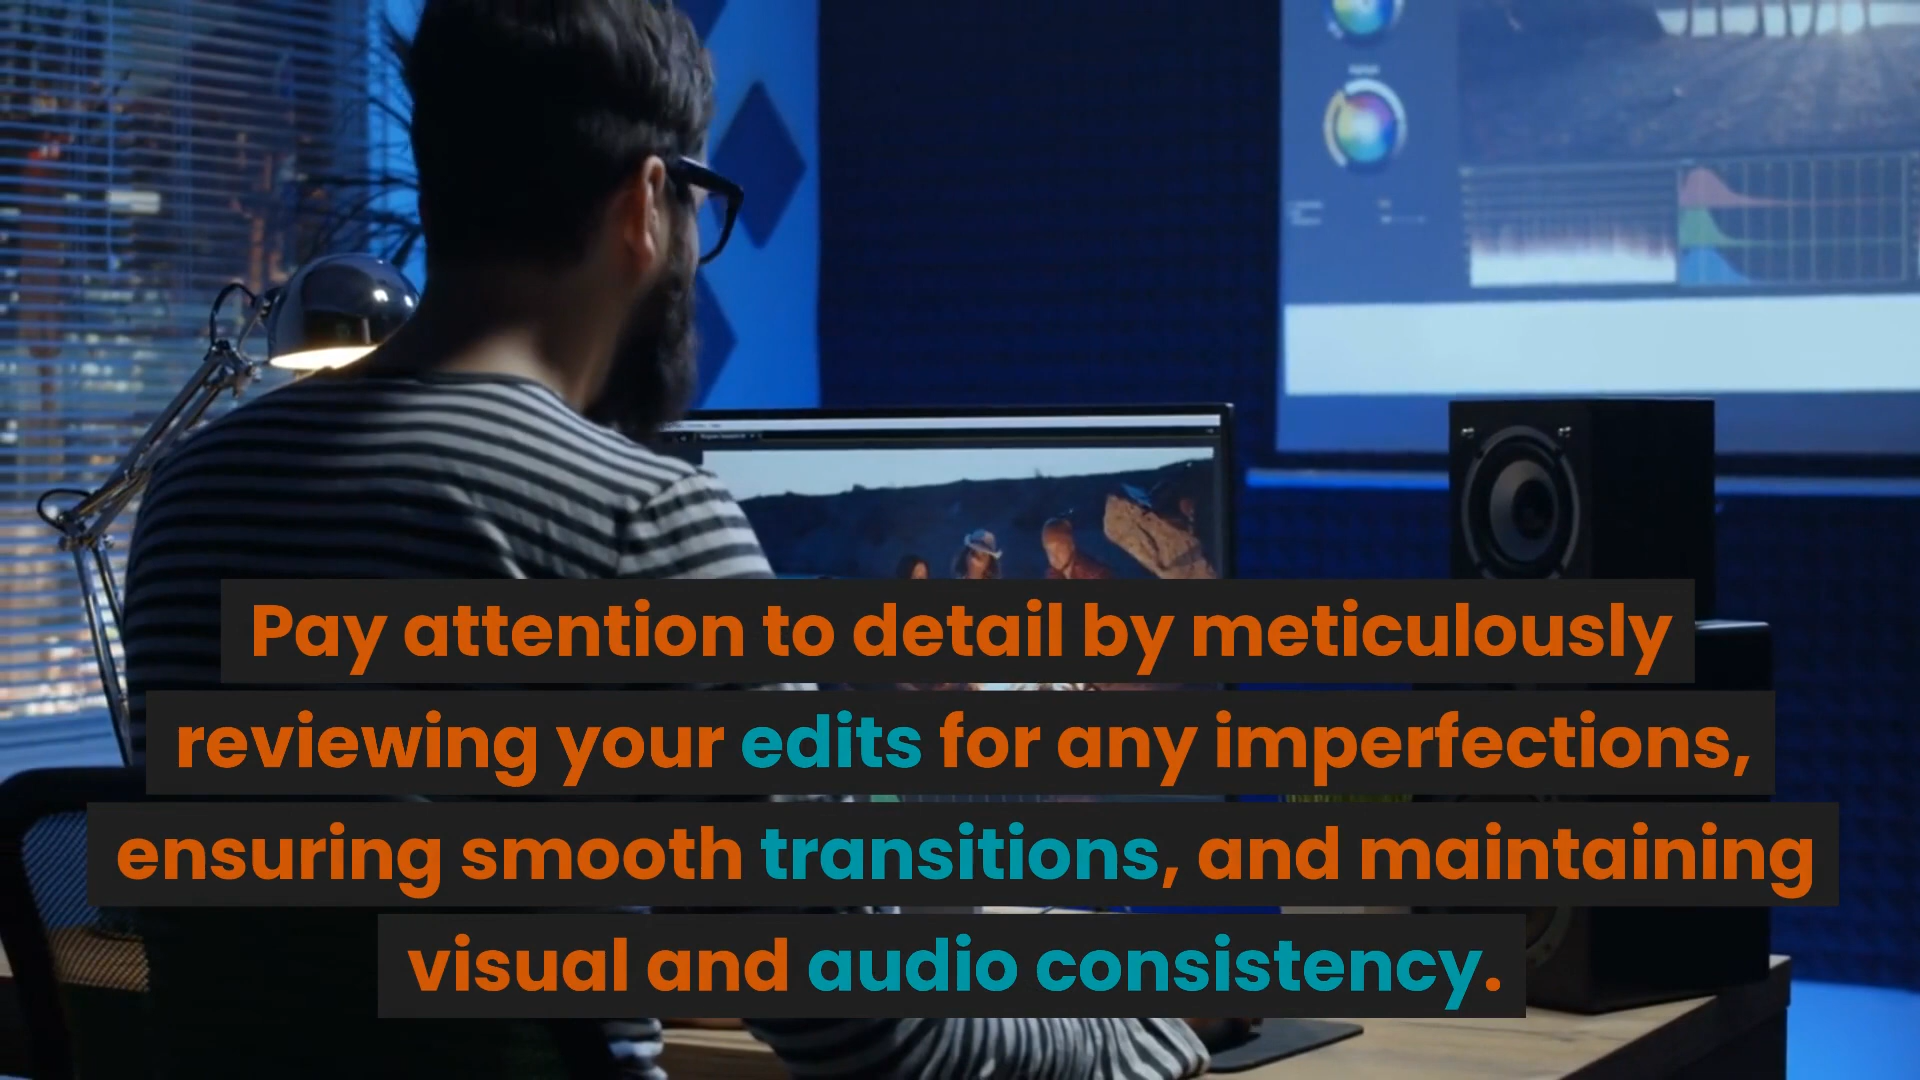 Pay attention to detail by meticulously
reviewing your edits for any imperfections,
ensuring smooth transitions, and maintaining
visual and audio consistency.